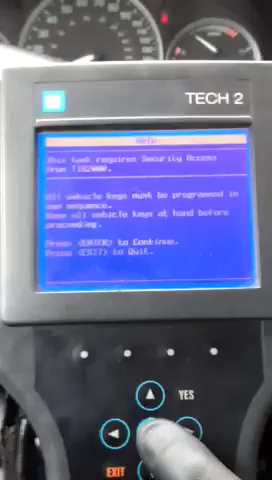 TECH 2
Help
This task requires Security Access
from TIS2000.
All vehicle keys must be programmed in
one sequence.
Have all vehicle keys at hand before
proceeding.
Press <ENTER> to Continue.
Press <EXIT> to Quit.
YES
EXIT